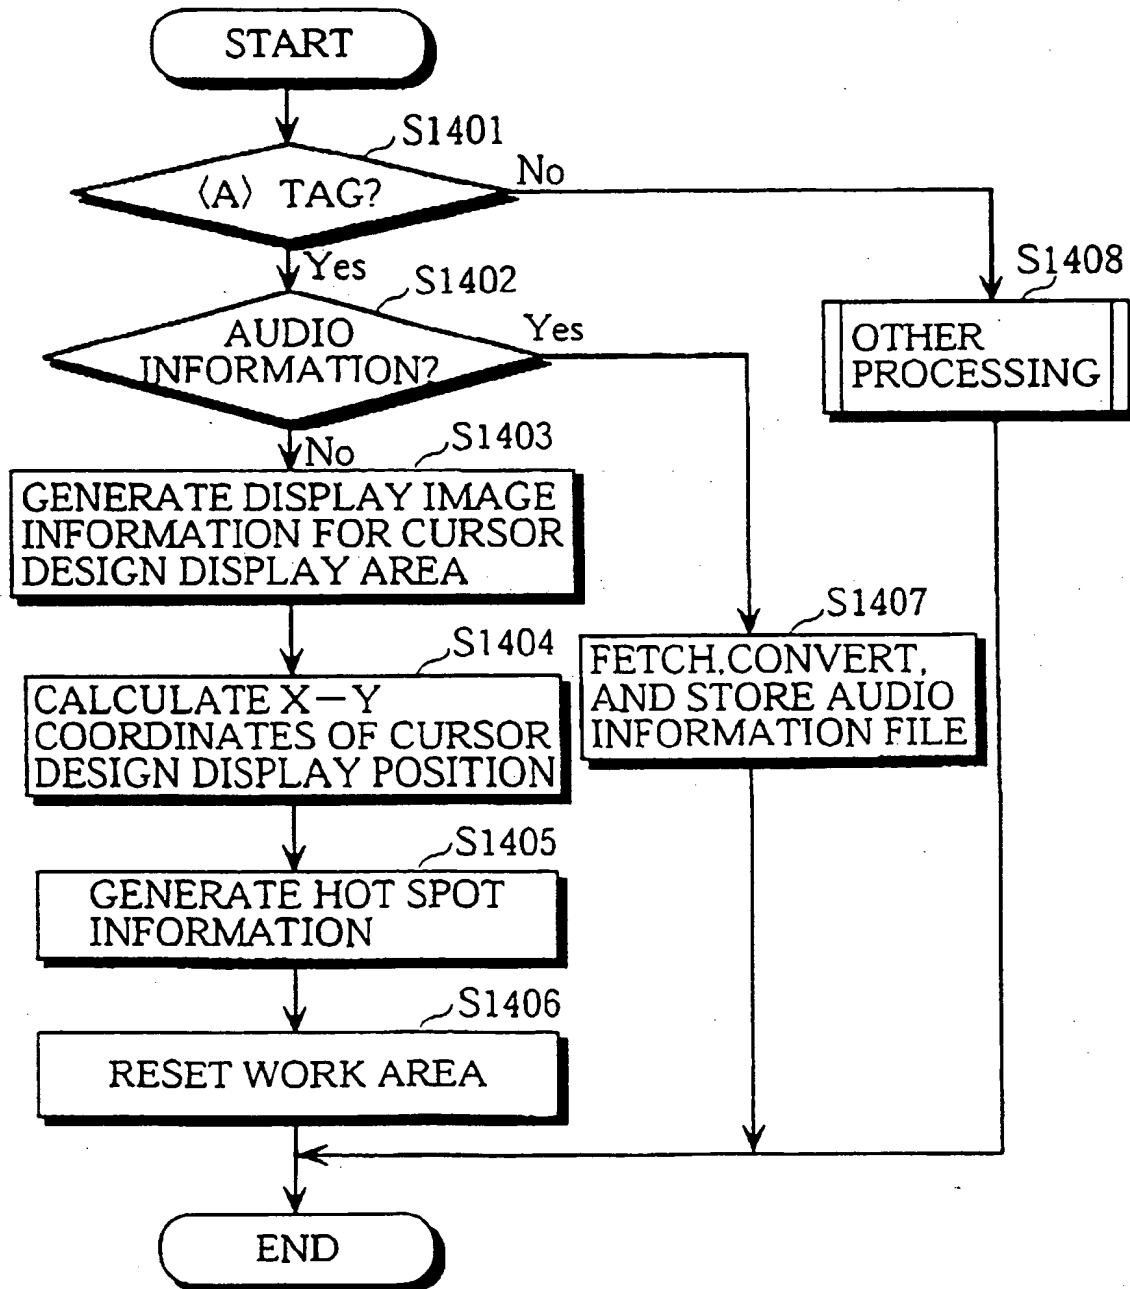 START
S1401
〈A〉 TAG?
No
Yes
S1402
S1408
AUDIO
INFORMATION?
Yes
OTHER
PROCESSING
No
S1403
GENERATE DISPLAY IMAGE
INFORMATION FOR CURSOR
DESIGN DISPLAY AREA
S1407
FETCH,CONVERT,
AND STORE AUDIO
INFORMATION FILE
S1404
CALCULATE X－Y
COORDINATES OF CURSOR
DESIGN DISPLAY POSITION
S1405
GENERATE HOT SPOT
INFORMATION
S1406
RESET WORK AREA
END